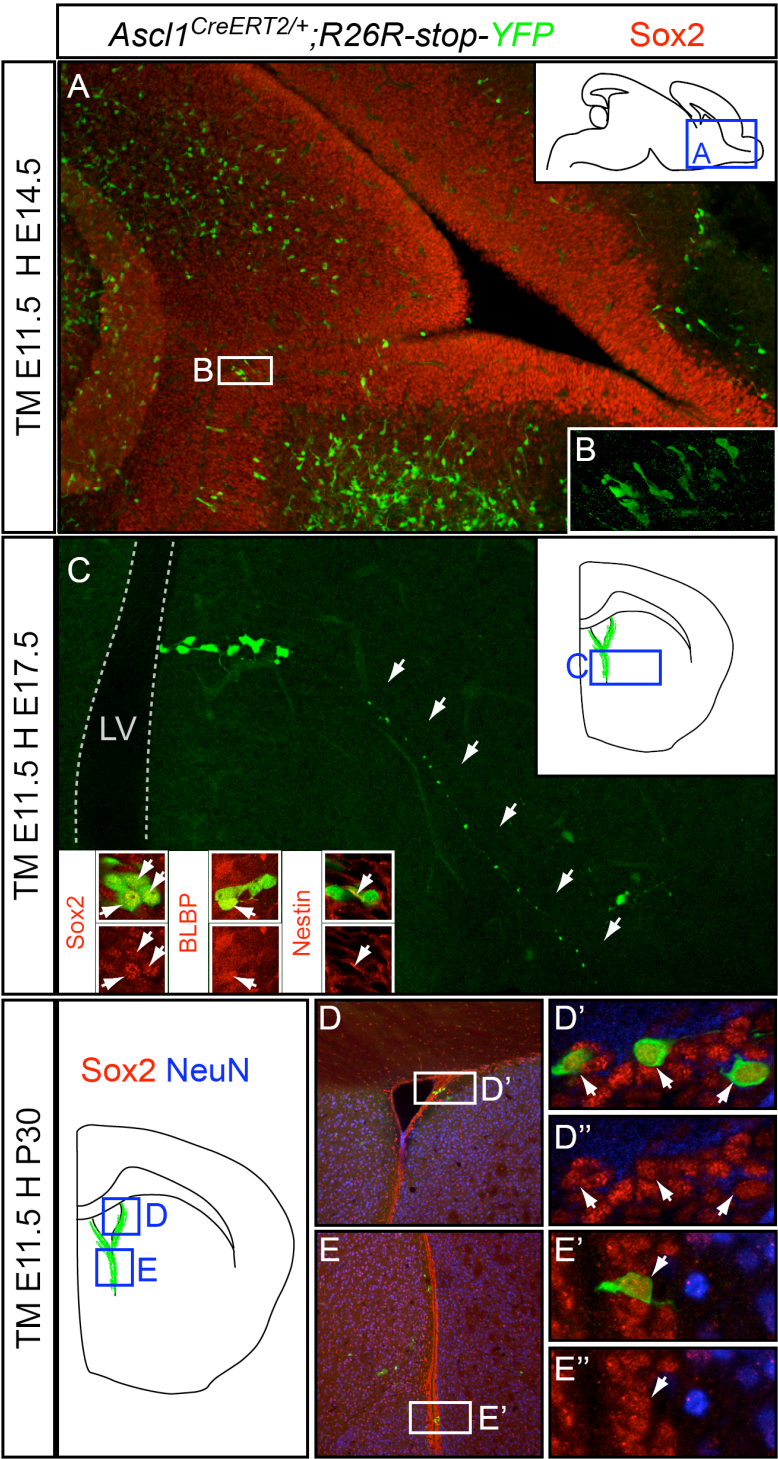 Ascl1CreERT2/+;R26R-stop-YFP Sox2
TM E11.5 H E14.5
A
A
B
B
TM E11.5 H E17.5
C
LV
C
Sox2
BLBP
Nestin
TM E11.5 H P30
Sox2 NeuN
D
E
D
D’
D’
D’’
E
E’
E’
E’’